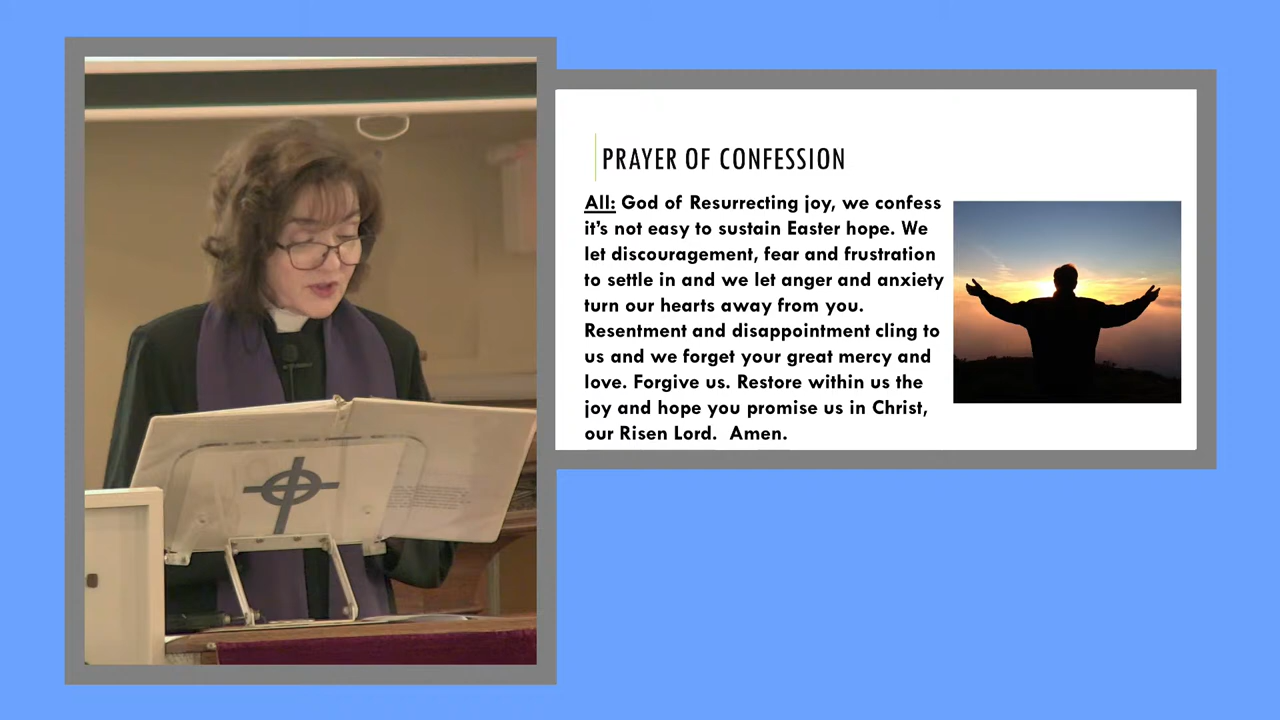 PRAYER OF CONFESSION
All: God of Resurrecting joy, we confess
it's not easy to sustain Easter hope. We
let discouragement, fear and frustration
to settle in and we let anger and anxiety
turn our hearts away from you.
Resentment and disappointment cling to
us and we forget your great mercy and
love. Forgive us. Restore within us the
joy and hope you promise us in Christ,
our Risen Lord.  Amen.